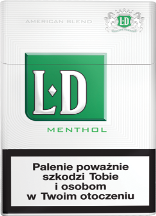 AMERICAN BLEND
L·D
L·D
MENTHOL
Palenie poważnie
szkodzi Tobie
i osobom
w Twoim otoczeniu